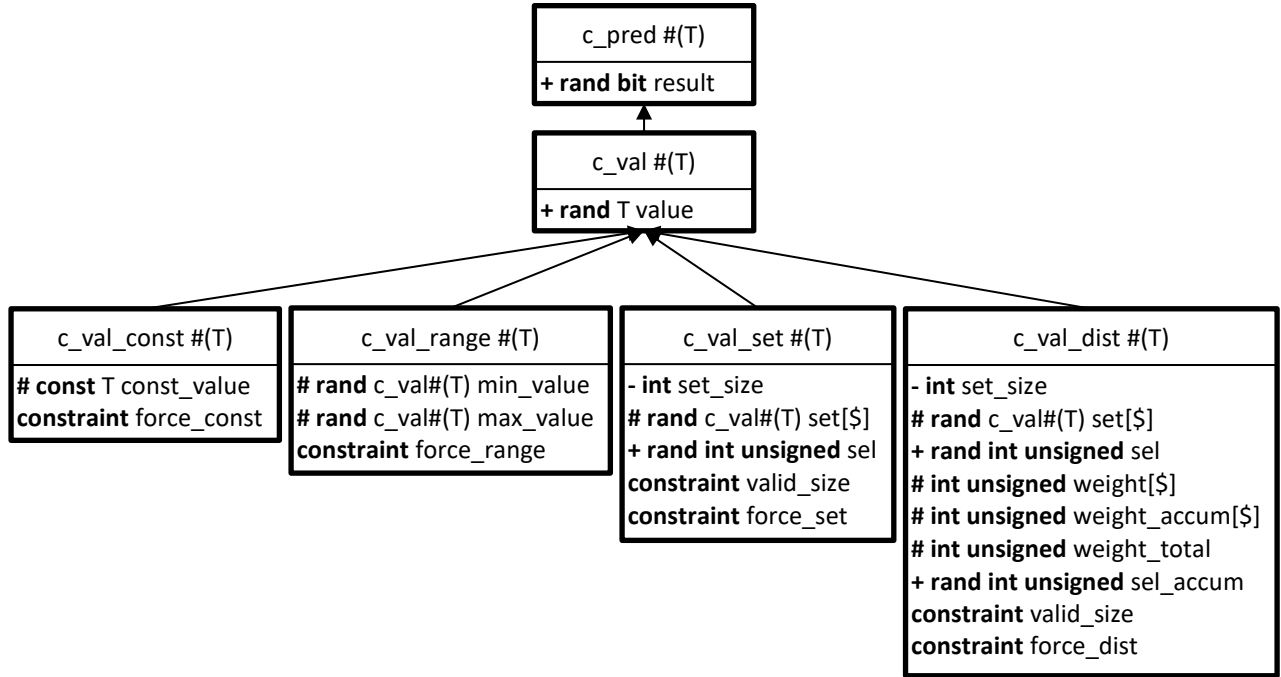 c_pred #(T)
+ rand bit result
c_val #(T)
+ rand T value
c_val_const #(T)
# const T const_value
constraint force_const
c_val_range #(T)
# rand c_val#(T) min_value
# rand c_val#(T) max_value
constraint force_range
c_val_set #(T)
- int set_size
# rand c_val#(T) set[$]
+ rand int unsigned sel
constraint valid_size
constraint force_set
c_val_dist #(T)
- int set_size
# rand c_val#(T) set[$]
+ rand int unsigned sel
# int unsigned weight[$]
# int unsigned weight_accum[$]
# int unsigned weight_total
+ rand int unsigned sel_accum
constraint valid_size
constraint force_dist